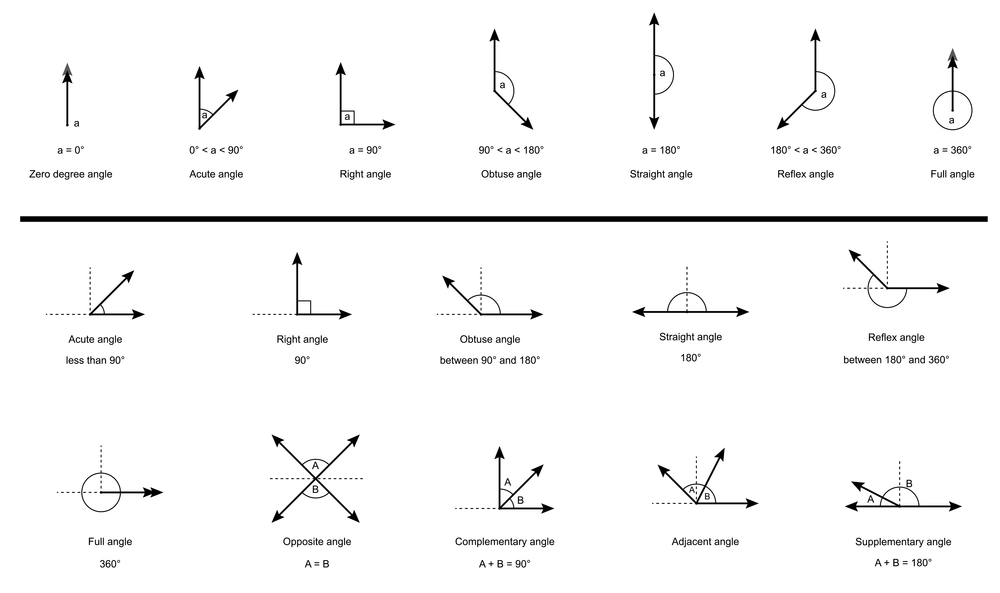 a
a
a
a
a
a
a
a = 0°
0° < a < 90°
a = 90°
90° < a < 180°
a = 180°
180° < a < 360°
a = 360°
Zero degree angle
Acute angle
Right angle
Obtuse angle
Straight angle
Reflex angle
Full angle
Acute angle
less than 90°
Right angle
90°
Obtuse angle
between 90° and 180°
Straight angle
180°
Reflex angle
between 180° and 360°
Full angle
360°
A
B
Opposite angle
A = B
A
B
Complementary angle
A + B = 90°
A
B
Adjacent angle
A
B
Supplementary angle
A + B = 180°